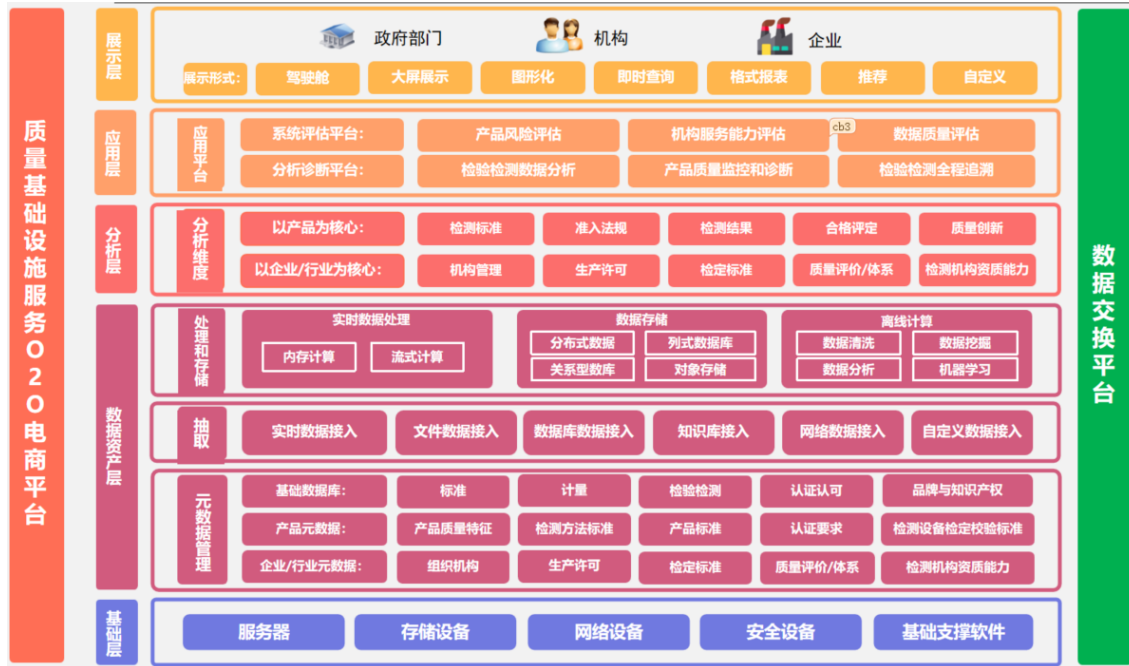 质量基础设施服务O2O电商平台
展示层
政府部门 机构 企业
展示形式: 驾驶舱 大屏展示 图形化 即时查询 格式报表 推荐 自定义
应用层
应用平台
系统评估平台: 产品风险评估 机构服务能力评估 cb3 数据质量评估
分析诊断平台: 检验检测数据分析 产品质量监控和诊断 检验检测全程追溯
分析层
分析维度
以产品为核心: 检测标准 准入法规 检测结果 合格评定 质量创新
以企业/行业为核心: 机构管理 生产许可 检定标准 质量评价/体系 检测机构资质能力
数据资产层
处理和存储
实时数据处理 数据存储 离线计算
内存计算 流式计算
分布式数据 列式数据库 数据清洗 数据挖掘
关系型数库 对象存储 数据分析 机器学习
抽取
实时数据接入 文件数据接入 数据库数据接入 知识库接入 网络数据接入 自定义数据接入
元数据管理
基础数据库: 标准 计量 检验检测 认证认可 品牌与知识产权
产品元数据: 产品质量特征 检测方法标准 产品标准 认证要求 检测设备检定校验标准
企业/行业元数据: 组织机构 生产许可 检定标准 质量评价/体系 检测机构资质能力
基础层
服务器 存储设备 网络设备 安全设备 基础支撑软件
数据交换平台